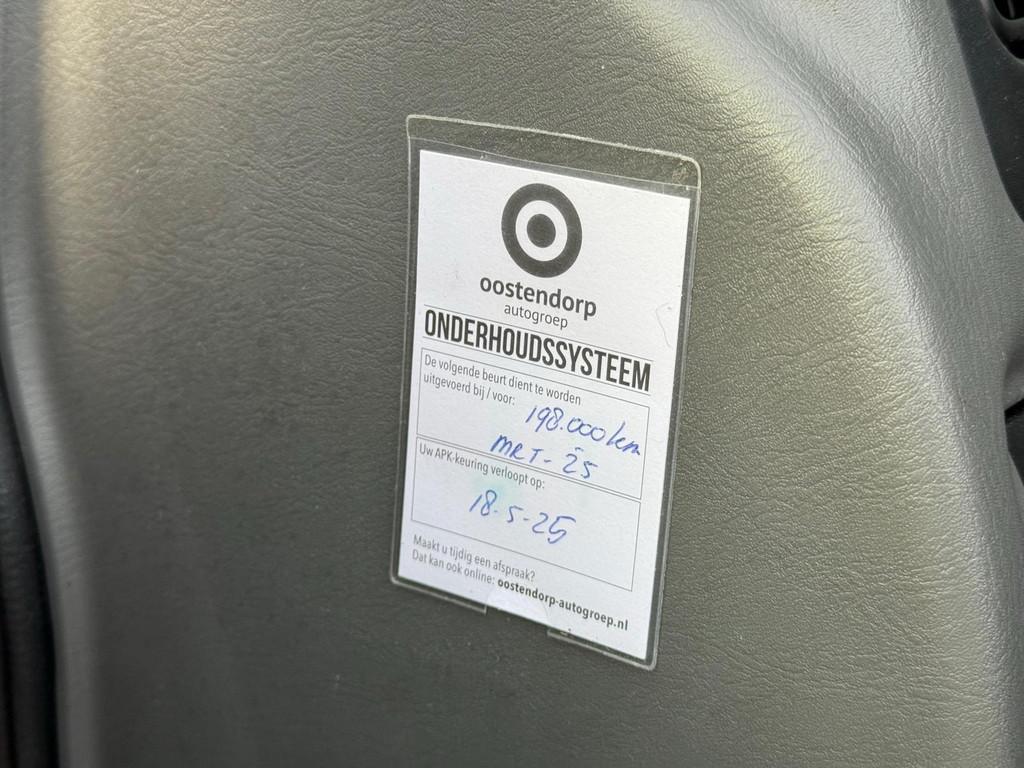 oostendorp
autogroep
ONDERHOUDSSYSTEEM
De volgende beurt dient te worden
uitgevoerd bij / voor: 198.000 km
MRT - 25
Uw APK-keuring verloopt op:
18-5-25
Maakt u tijdig een afspraak?
Dat kan ook online: oostendorp-autogroep.nl